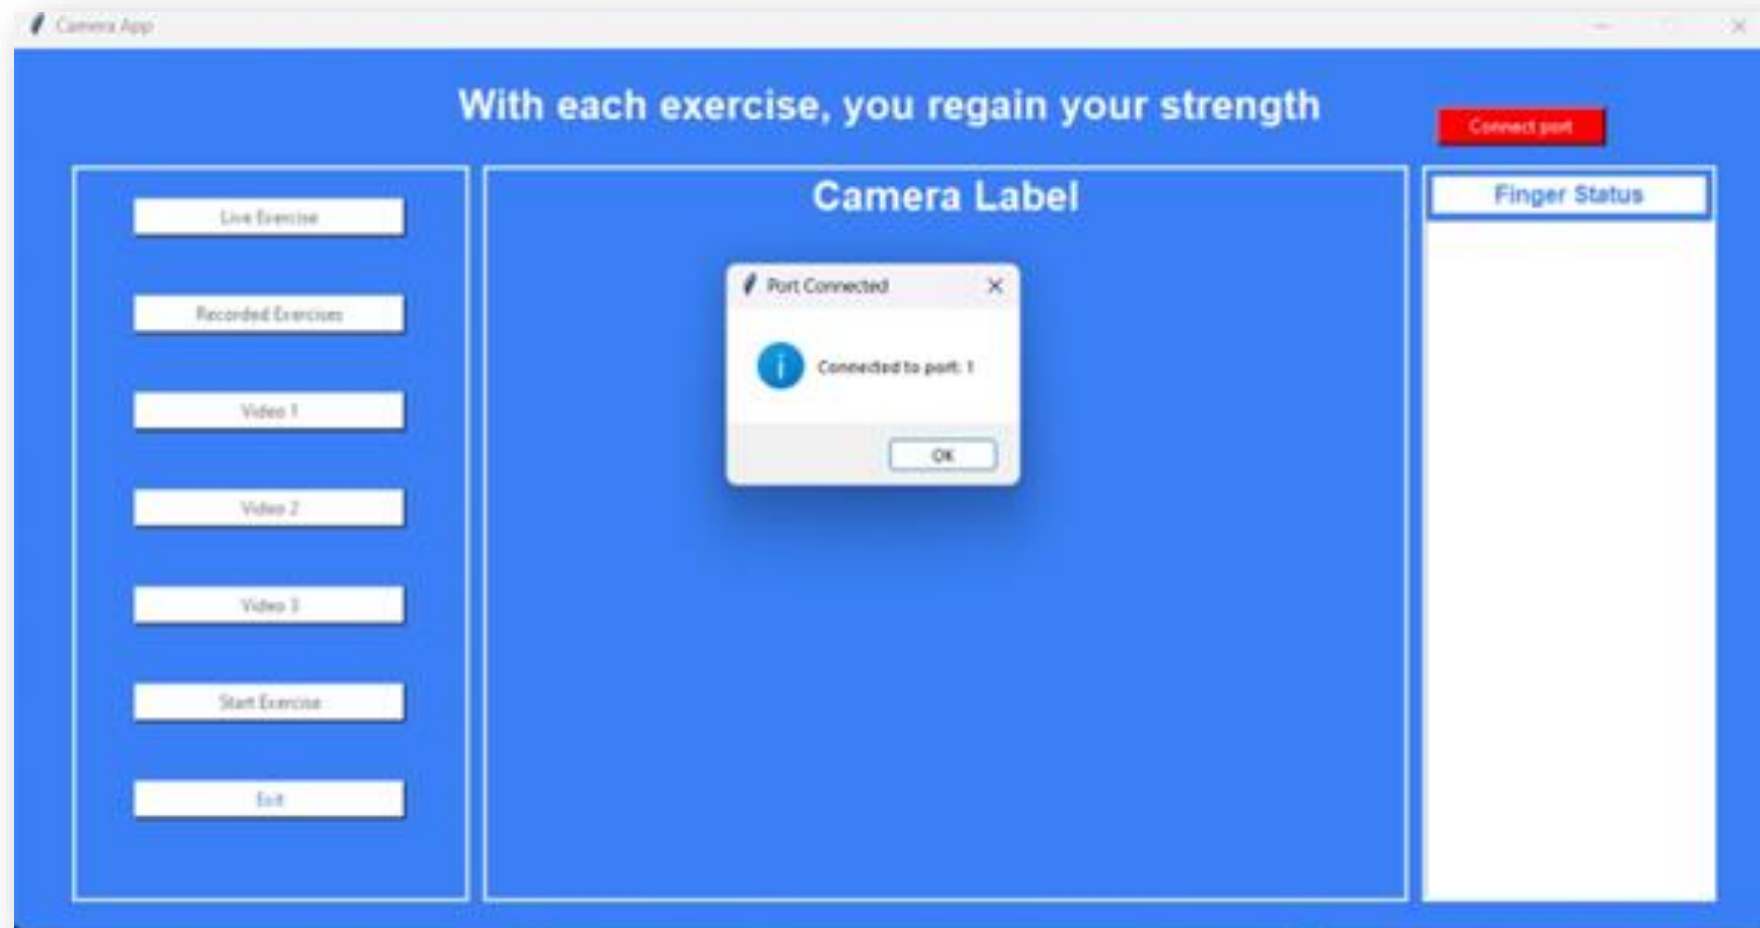 Camera App
With each exercise, you regain your strength
Connect port
Live Exercise
Recorded Exercises
Video 1
Video 2
Video 3
Start Exercise
Exit
Camera Label
Port Connected
Connected to port: 1
OK
Finger Status